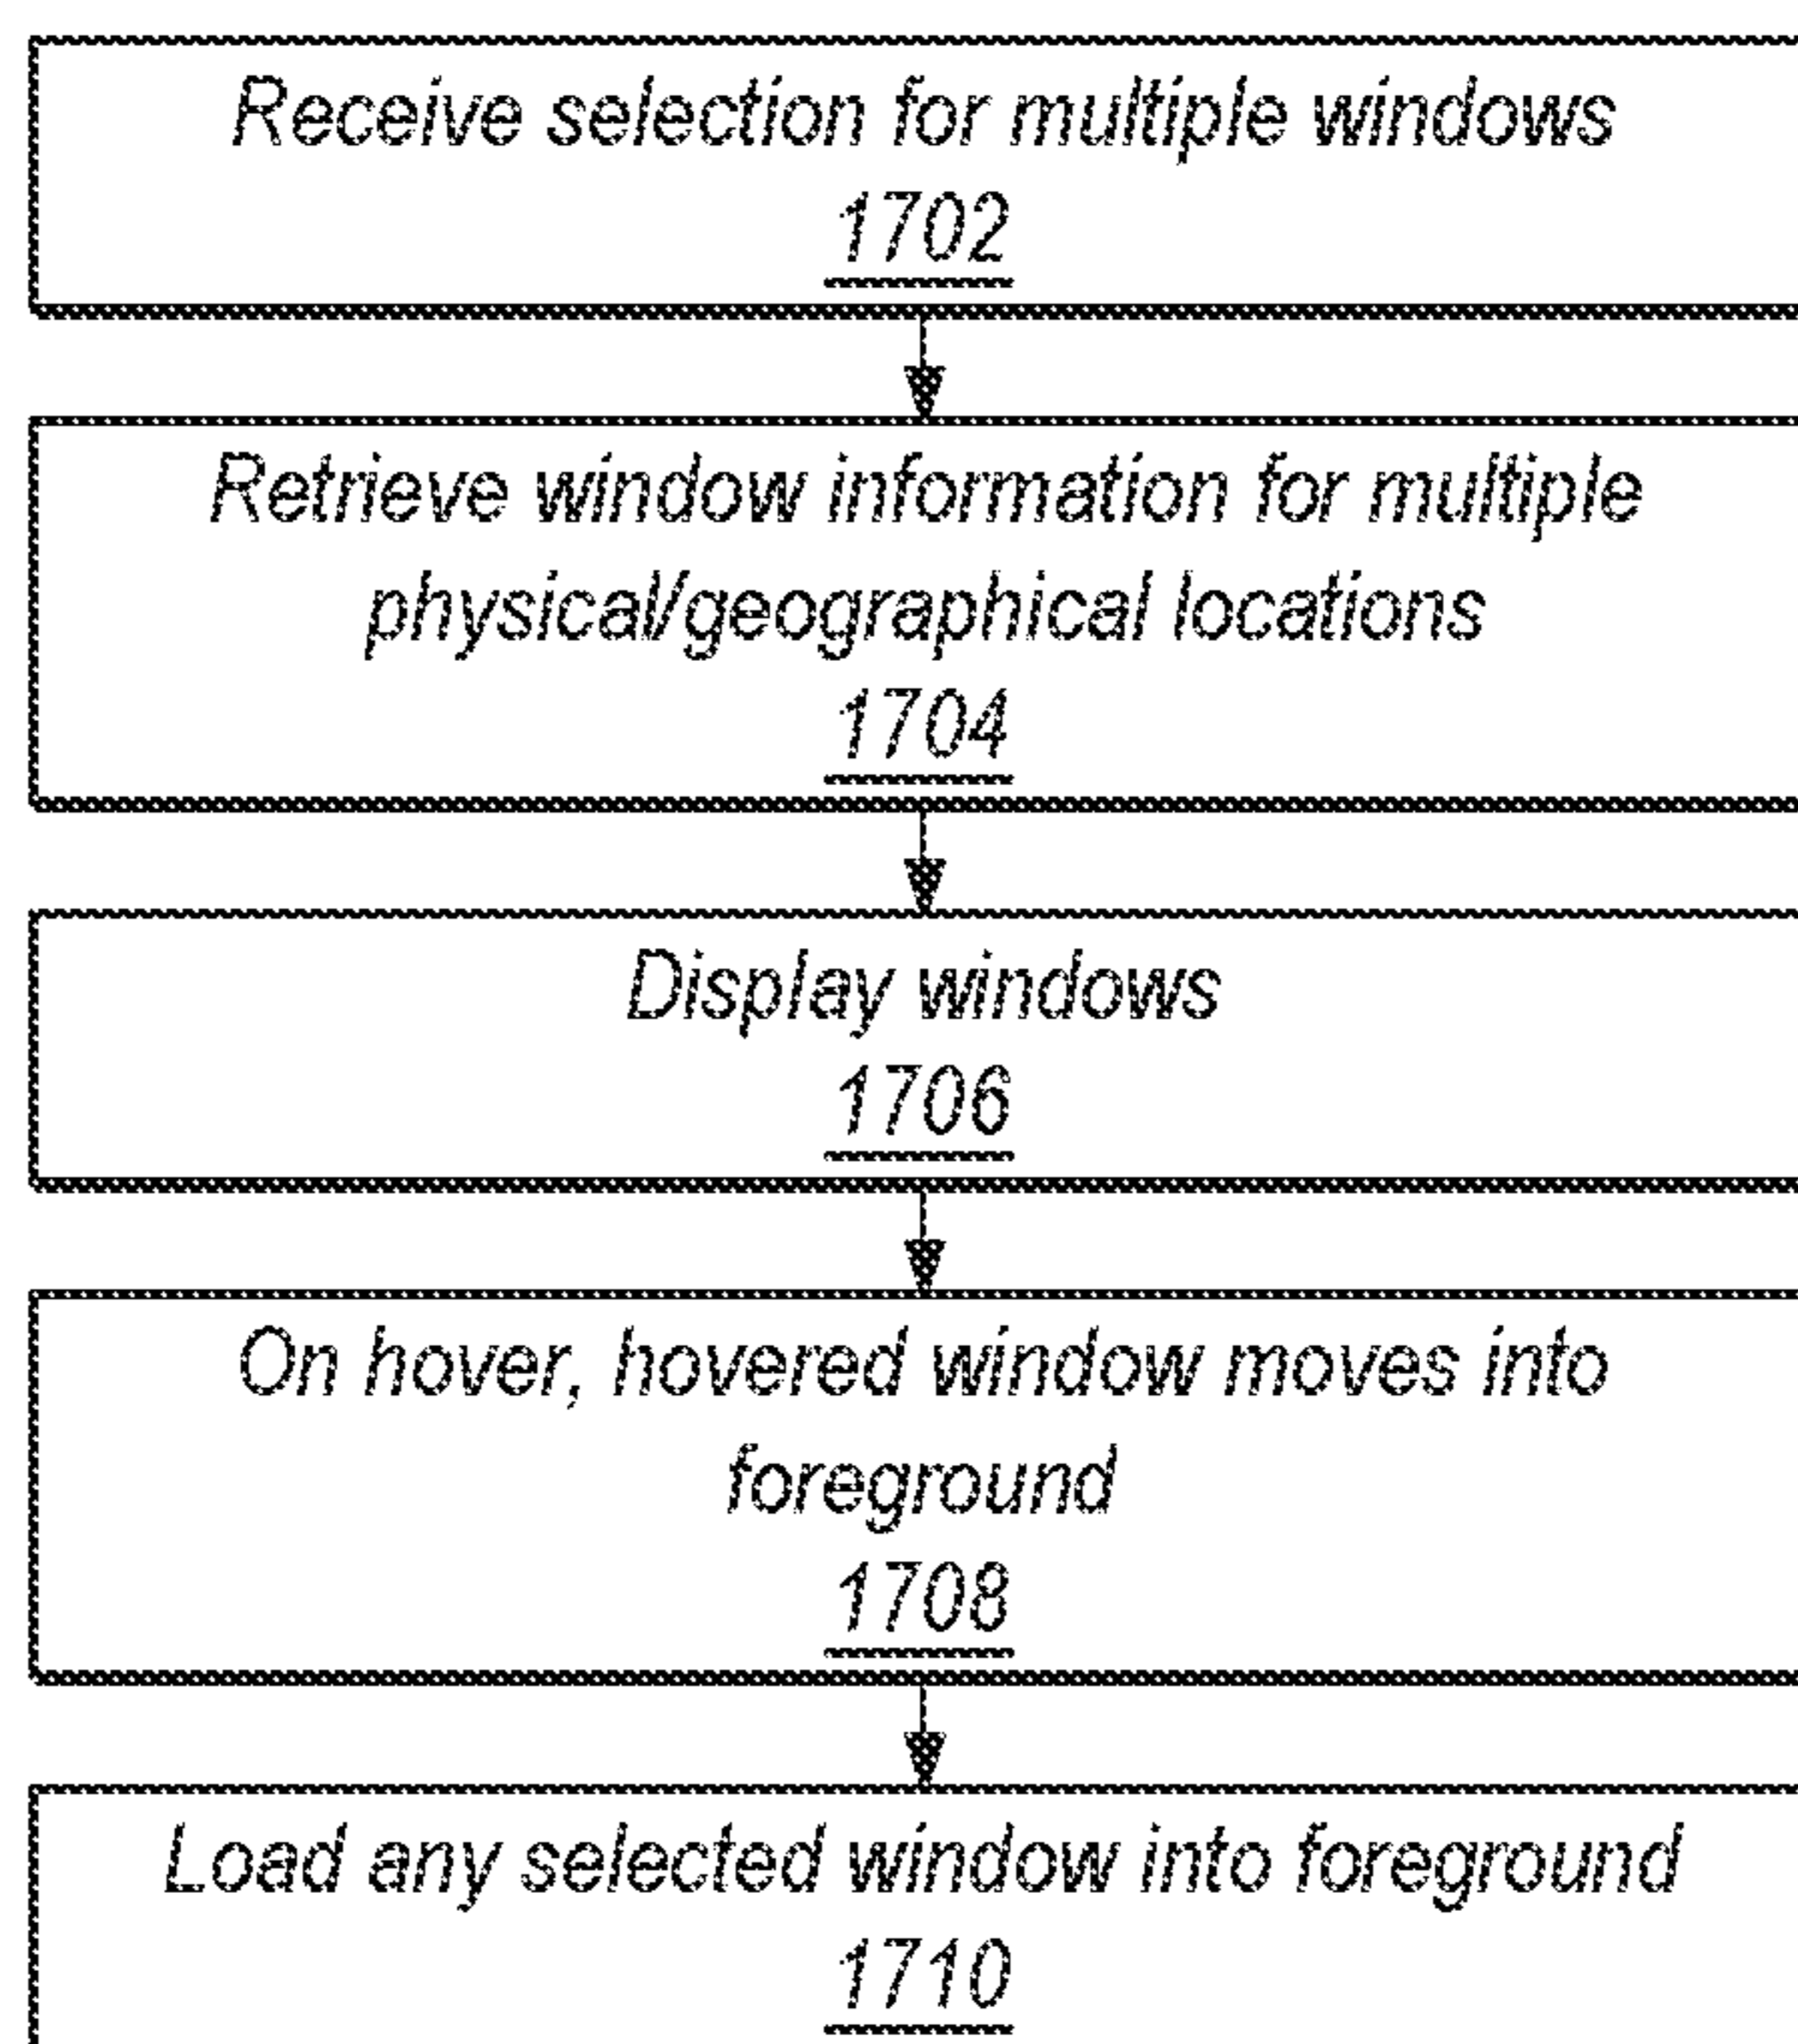 Receive selection for multiple windows
1702
Retrieve window information for multiple
physical/geographical locations
1704
Display windows
1706
On hover, hovered window moves into
foreground
1708
Load any selected window into foreground
1710